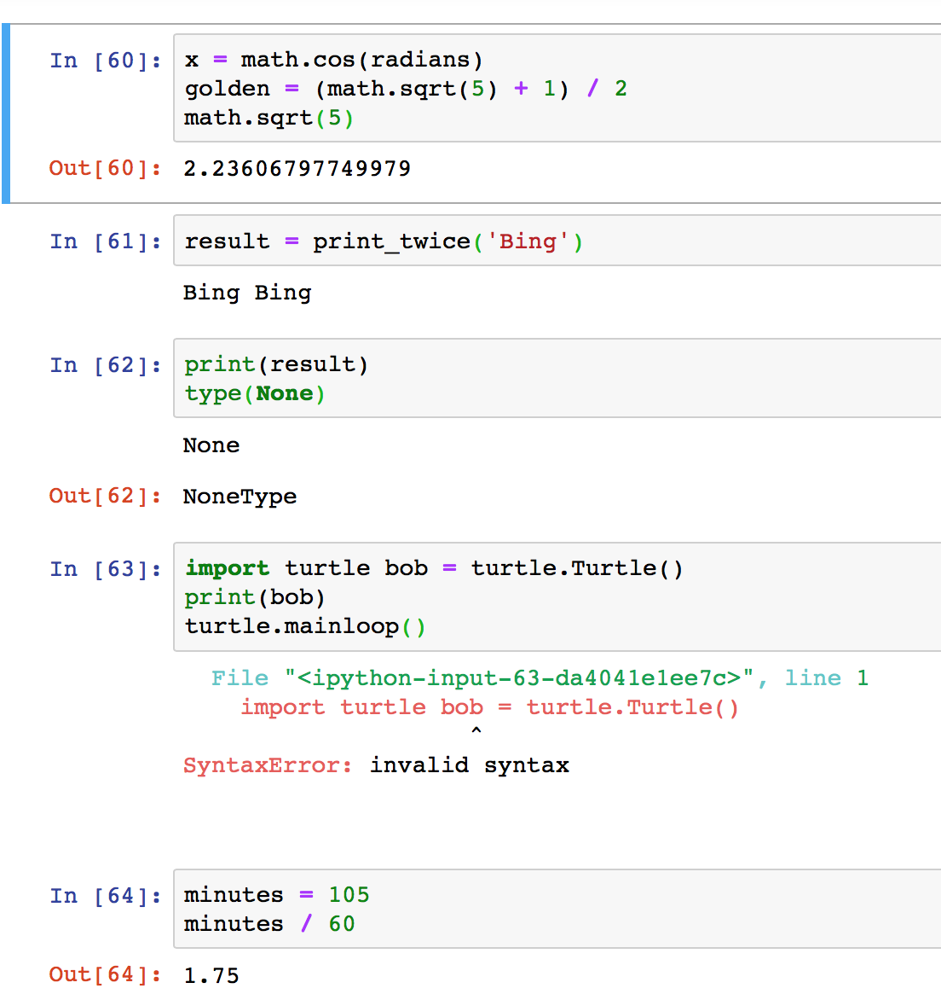 In [60]: x = math.cos(radians)
golden = (math.sqrt(5) + 1) / 2
math.sqrt(5)
Out[60]: 2.23606797749979
In [61]: result = print_twice('Bing')
Bing Bing
In [62]: print(result)
type(None)
None
Out[62]: NoneType
In [63]: import turtle bob = turtle.Turtle()
print(bob)
turtle.mainloop()
File "<ipython-input-63-da4041e1ee7c>", line 1
import turtle bob = turtle.Turtle()
^
SyntaxError: invalid syntax
In [64]: minutes = 105
minutes / 60
Out[64]: 1.75